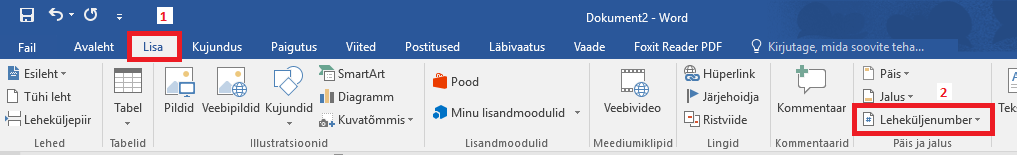 1
Dokument2 - Word
Fail Avaleht Lisa Kujundus Paigutus Viited Postitused Läbivaatus Vaade Foxit Reader PDF Kirjutage, mida soovite teha...
Esileht
Tühi leht
Leheküljepiir
Lehed
Tabel
Tabelid
Pildid Veebipildid Kujundid
SmartArt
Diagramm
Kuvatõmmis
Illustratsioonid
Pood
Minu lisandmoodulid
Lisandmoodulid
Veebivideo
Meediumiklipid
Hüperlink
Järjehoidja
Ristviide
Lingid
Kommentaar
Kommentaarid
Päis
Jalus
2
Leheküljenumber
Päis ja jalus